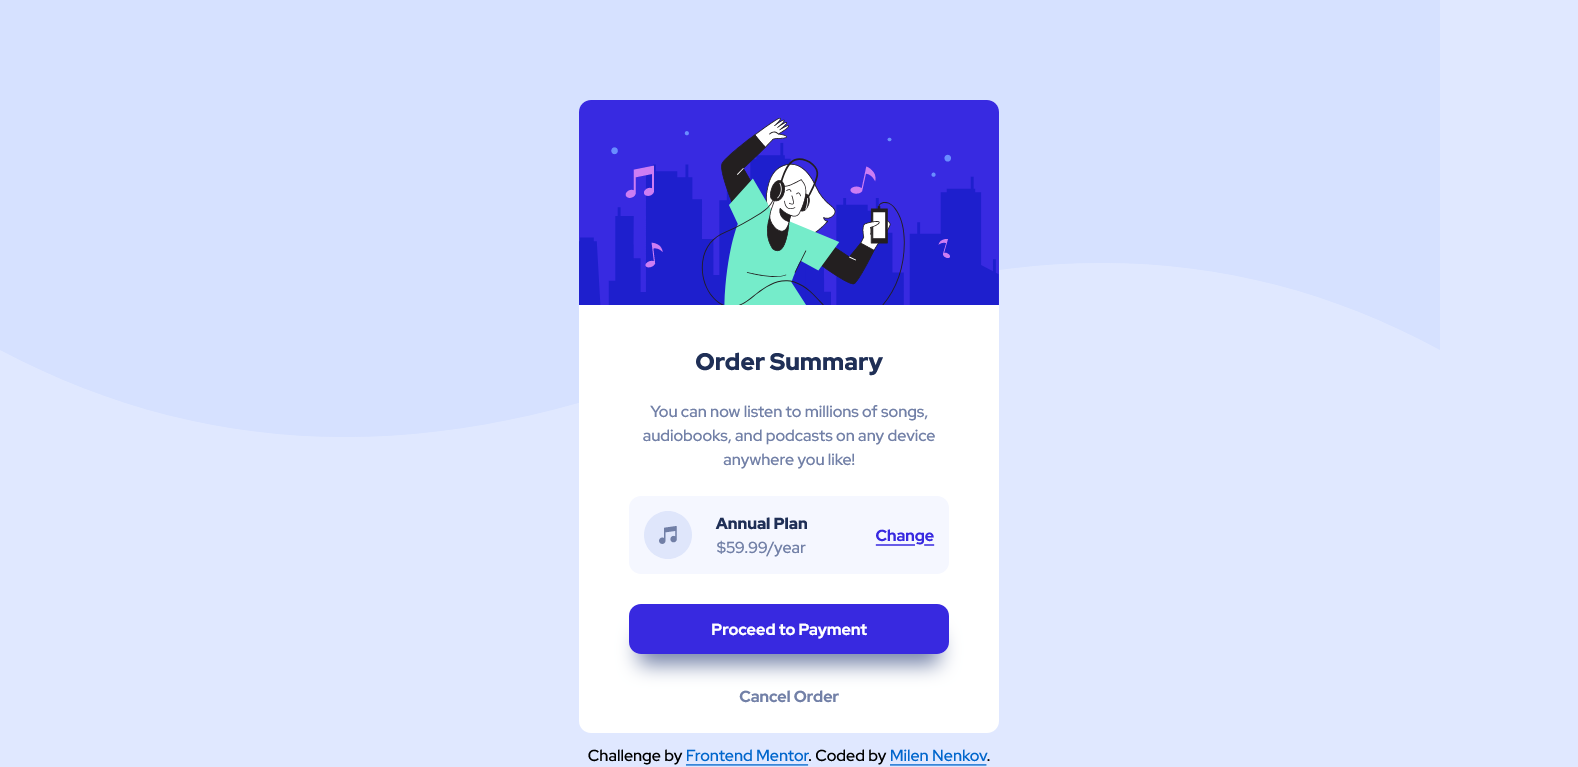 Order Summary
You can now listen to millions of songs,
audiobooks, and podcasts on any device
anywhere you like!
Annual Plan
$59.99/year
Change
Proceed to Payment
Cancel Order
Challenge by Frontend Mentor. Coded by Milen Nenkov.